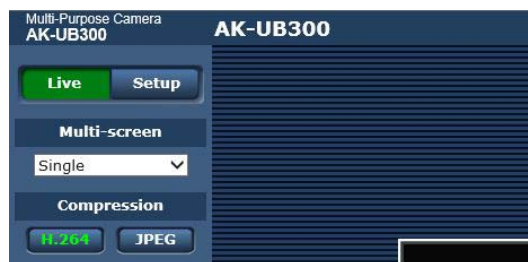 Multi-Purpose Camera
AK-UB300
AK-UB300
Live Setup
Multi-screen
Single
Compression
H.264 JPEG